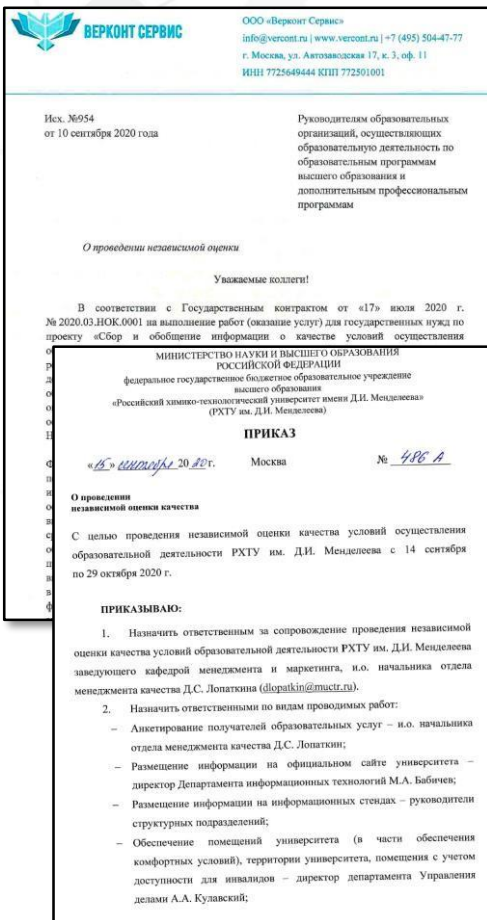 ВЕРКОНТ СЕРВИС
ООО «Верконт Сервис»
info@vercont.ru | www.vercont.ru | +7 (495) 504-47-77
г. Москва, ул. Автозаводская 17, к. 3, оф. 11
ИНН 7725649444 КПП 772501001
Исх. №954
от 10 сентября 2020 года
Руководителям образовательных
организаций, осуществляющих
образовательную деятельность по
образовательным программам
высшего образования и
дополнительным профессиональным
программам
О проведении независимой оценки
Уважаемые коллеги!
В соответствии с Государственным контрактом от «17» июля 2020 г.
№ 2020.03.НОК.0001 на выполнение работ (оказание услуг) для государственных нужд по
проекту «Сбор и обобщение информации о качестве условий осуществления
МИНИСТЕРСТВО НАУКИ И ВЫСШЕГО ОБРАЗОВАНИЯ
РОССИЙСКОЙ ФЕДЕРАЦИИ
федеральное государственное бюджетное образовательное учреждение
высшего образования
«Российский химико-технологический университет имени Д.И. Менделеева»
(РХТУ им. Д.И. Менделеева)
ПРИКАЗ
«15» сентября 2020г. Москва № 486 А
О проведении
независимой оценки качества
С целью проведения независимой оценки качества условий осуществления
образовательной деятельности РХТУ им. Д.И. Менделеева с 14 сентября
по 29 октября 2020 г.
ПРИКАЗЫВАЮ:
1. Назначить ответственным за сопровождение проведения независимой
оценки качества условий образовательной деятельности РХТУ им. Д.И. Менделеева
заведующего кафедрой менеджмента и маркетинга, и.о. начальника отдела
менеджмента качества Д.С. Лопаткина (dlopatkin@muctr.ru).
2. Назначить ответственными по видам проводимых работ:
– Анкетирование получателей образовательных услуг – и.о. начальника
отдела менеджмента качества Д.С. Лопаткин;
– Размещение информации на официальном сайте университета –
директор Департамента информационных технологий М.А. Бабичев;
– Размещение информации на информационных стендах – руководители
структурных подразделений;
– Обеспечение помещений университета (в части обеспечения
комфортных условий), территории университета, помещения с учетом
доступности для инвалидов – директор департамента Управления
делами А.А. Кулавский;